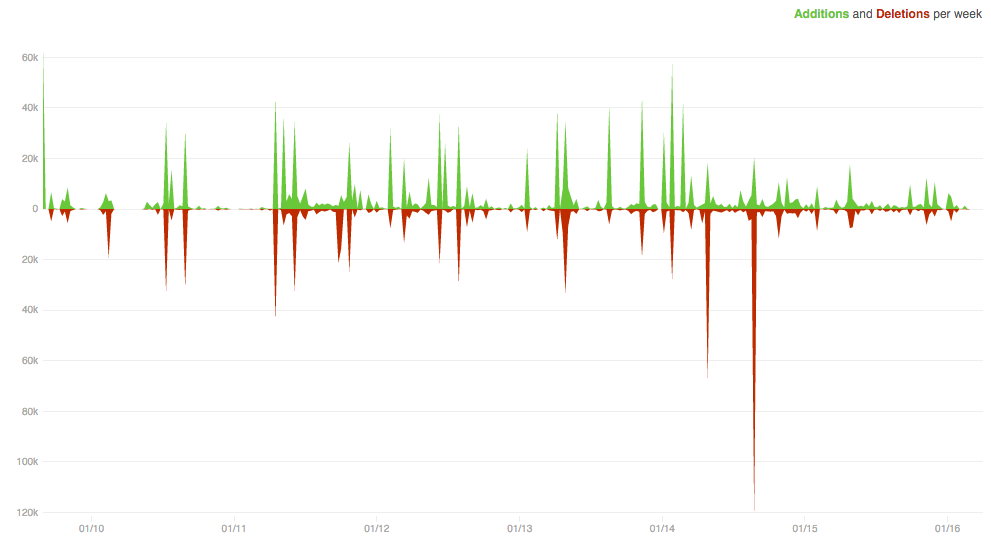 Additions and Deletions per week
60k
40k
20k
0
20k
40k
60k
80k
100k
120k
01/10 01/11 01/12 01/13 01/14 01/15 01/16